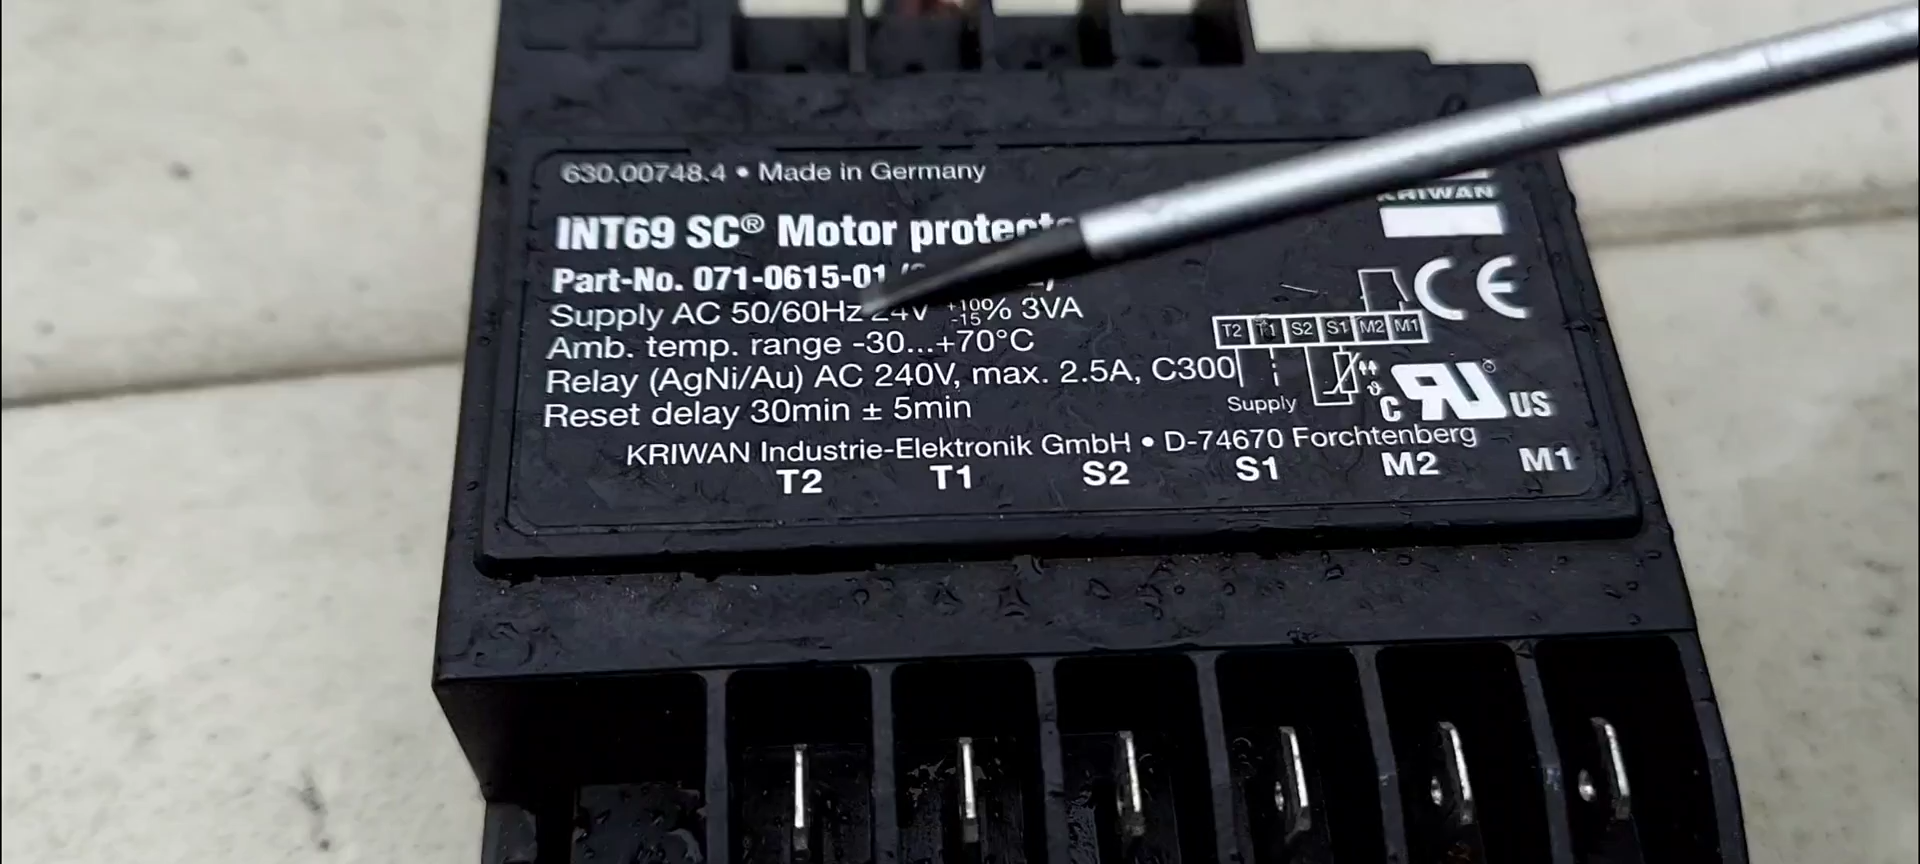 630.00748.4 • Made in Germany
KRIWAN
INT69 SC® Motor
Part-No. 071-0615-01
Supply AC 50/60Hz 24V +100% -15% 3VA
Amb. temp. range -30...+70°C
Relay (AgNi/Au) AC 240V, max. 2.5A, C300
Reset delay 30min ± 5min
T2 T1 S2 S1 M2 M1
CE
ϑ
Supply
c RU US
KRIWAN Industrie-Elektronik GmbH • D-74670 Forchtenberg
T2 T1 S2 S1 M2 M1